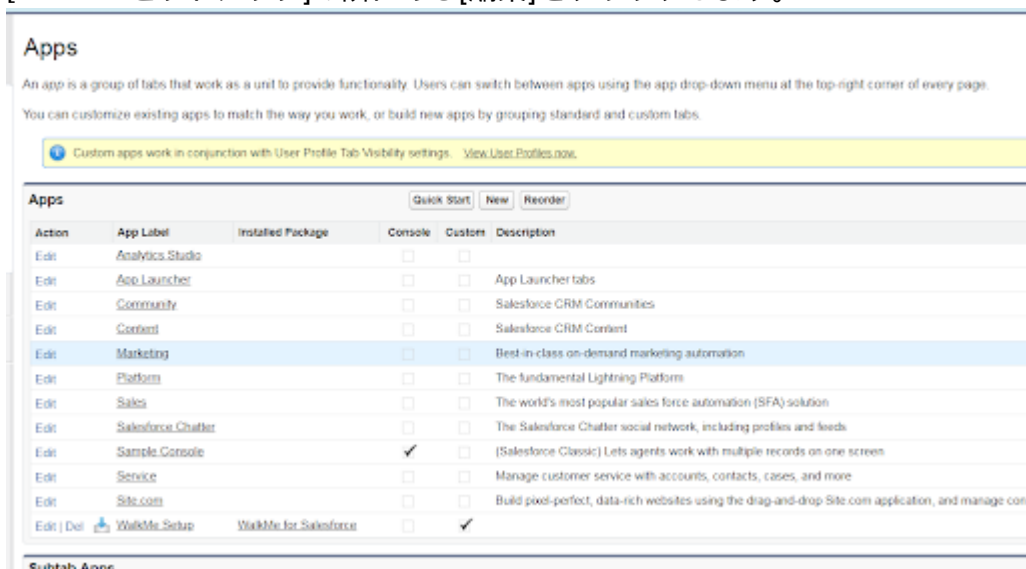 Apps
An app is a group of tabs that work as a unit to provide functionality. Users can switch between apps using the app drop-down menu at the top-right corner of every page.
You can customize existing apps to match the way you work, or build new apps by grouping standard and custom tabs.
Custom apps work in conjunction with User Profile Tab Visibility settings. View User Profiles now.
Apps Quick Start New Reorder
Action App Label Installed Package Console Custom Description
Edit Analytics Studio
Edit App Launcher App Launcher tabs
Edit Community Salesforce CRM Communities
Edit Content Salesforce CRM Content
Edit Marketing Best-in-class on-demand marketing automation
Edit Platform The fundamental Lightning Platform
Edit Sales The world's most popular sales force automation (SFA) solution
Edit Salesforce Chatter The Salesforce Chatter social network, including profiles and feeds
Edit Sample Console ✓ (Salesforce Classic) Lets agents work with multiple records on one screen
Edit Service Manage customer service with accounts, contacts, cases, and more
Edit Site.com Build pixel-perfect, data-rich websites using the drag-and-drop Site.com application, and manage con
Edit | Del WalkMe Setup WalkMe for Salesforce ✓
Subtab Apps